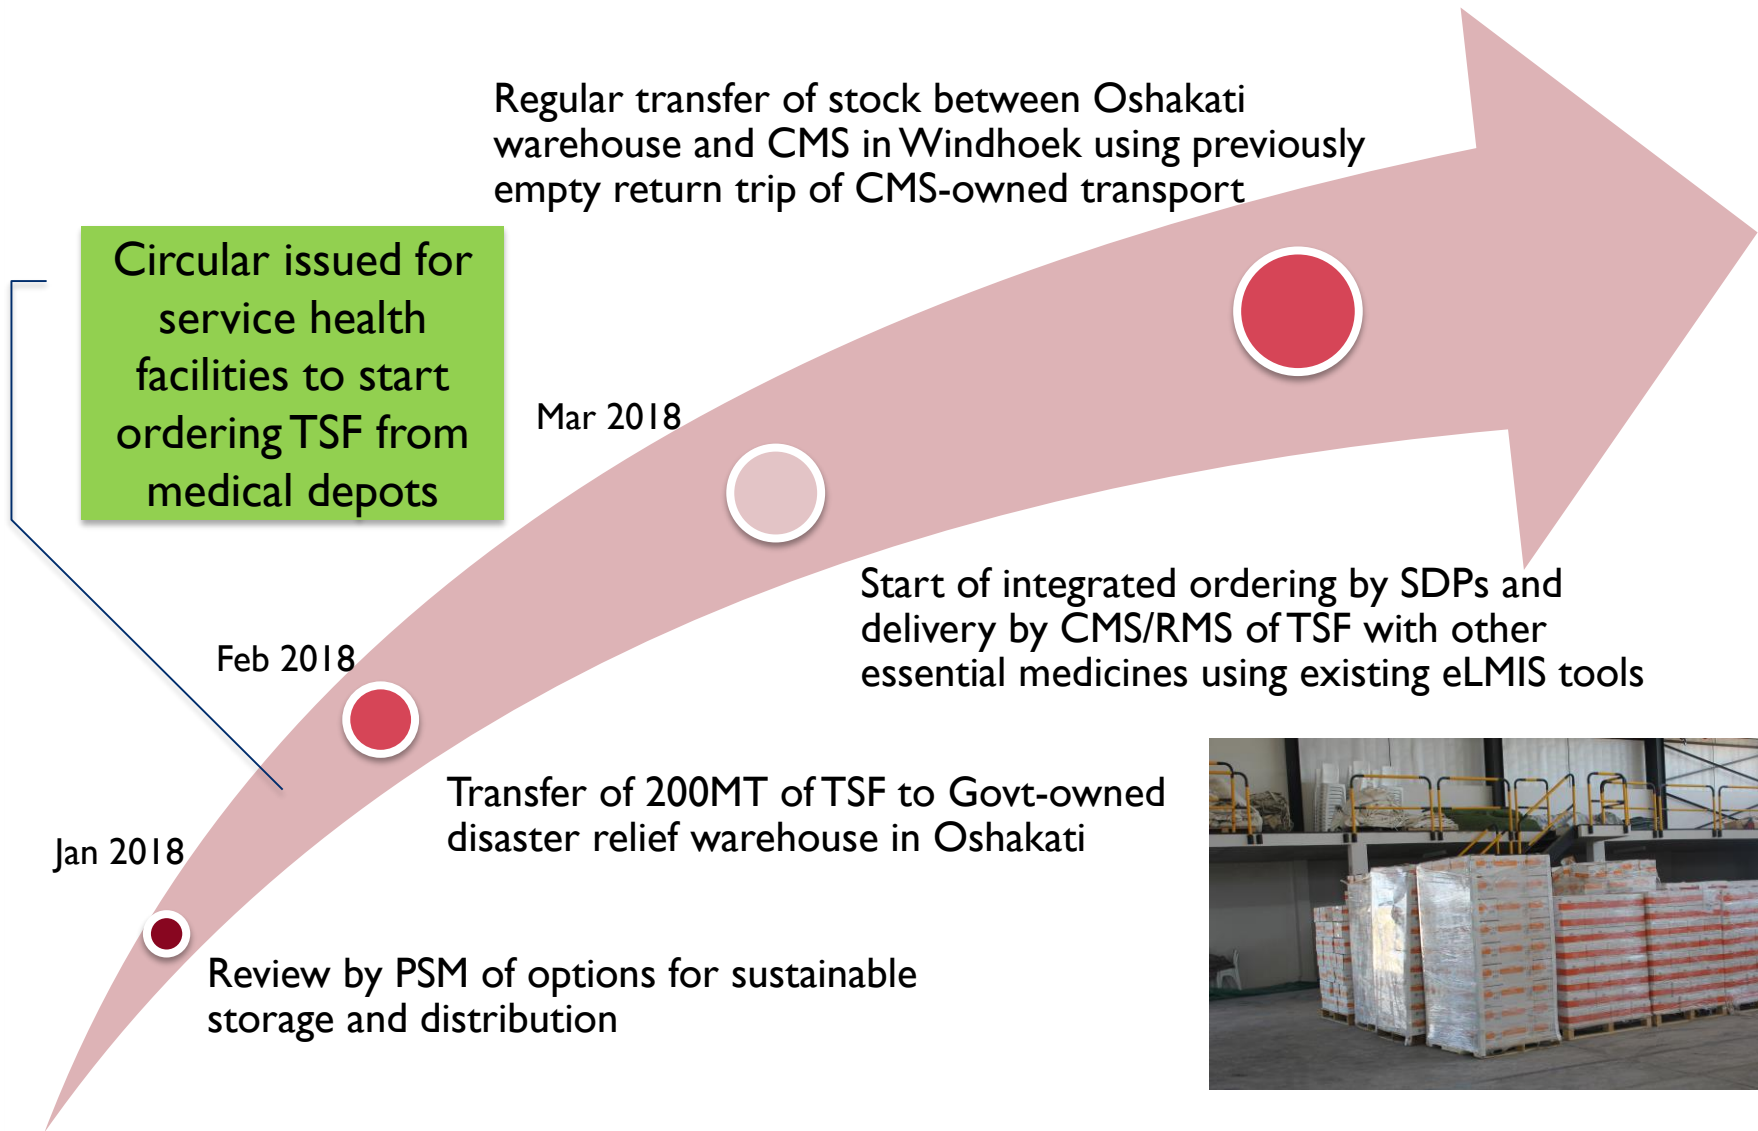 Regular transfer of stock between Oshakati
warehouse and CMS in Windhoek using previously
empty return trip of CMS-owned transport
Circular issued for
service health
facilities to start
ordering TSF from
medical depots
Mar 2018
Start of integrated ordering by SDPs and
delivery by CMS/RMS of TSF with other
essential medicines using existing eLMIS tools
Feb 2018
Transfer of 200MT of TSF to Govt-owned
disaster relief warehouse in Oshakati
Jan 2018
Review by PSM of options for sustainable
storage and distribution